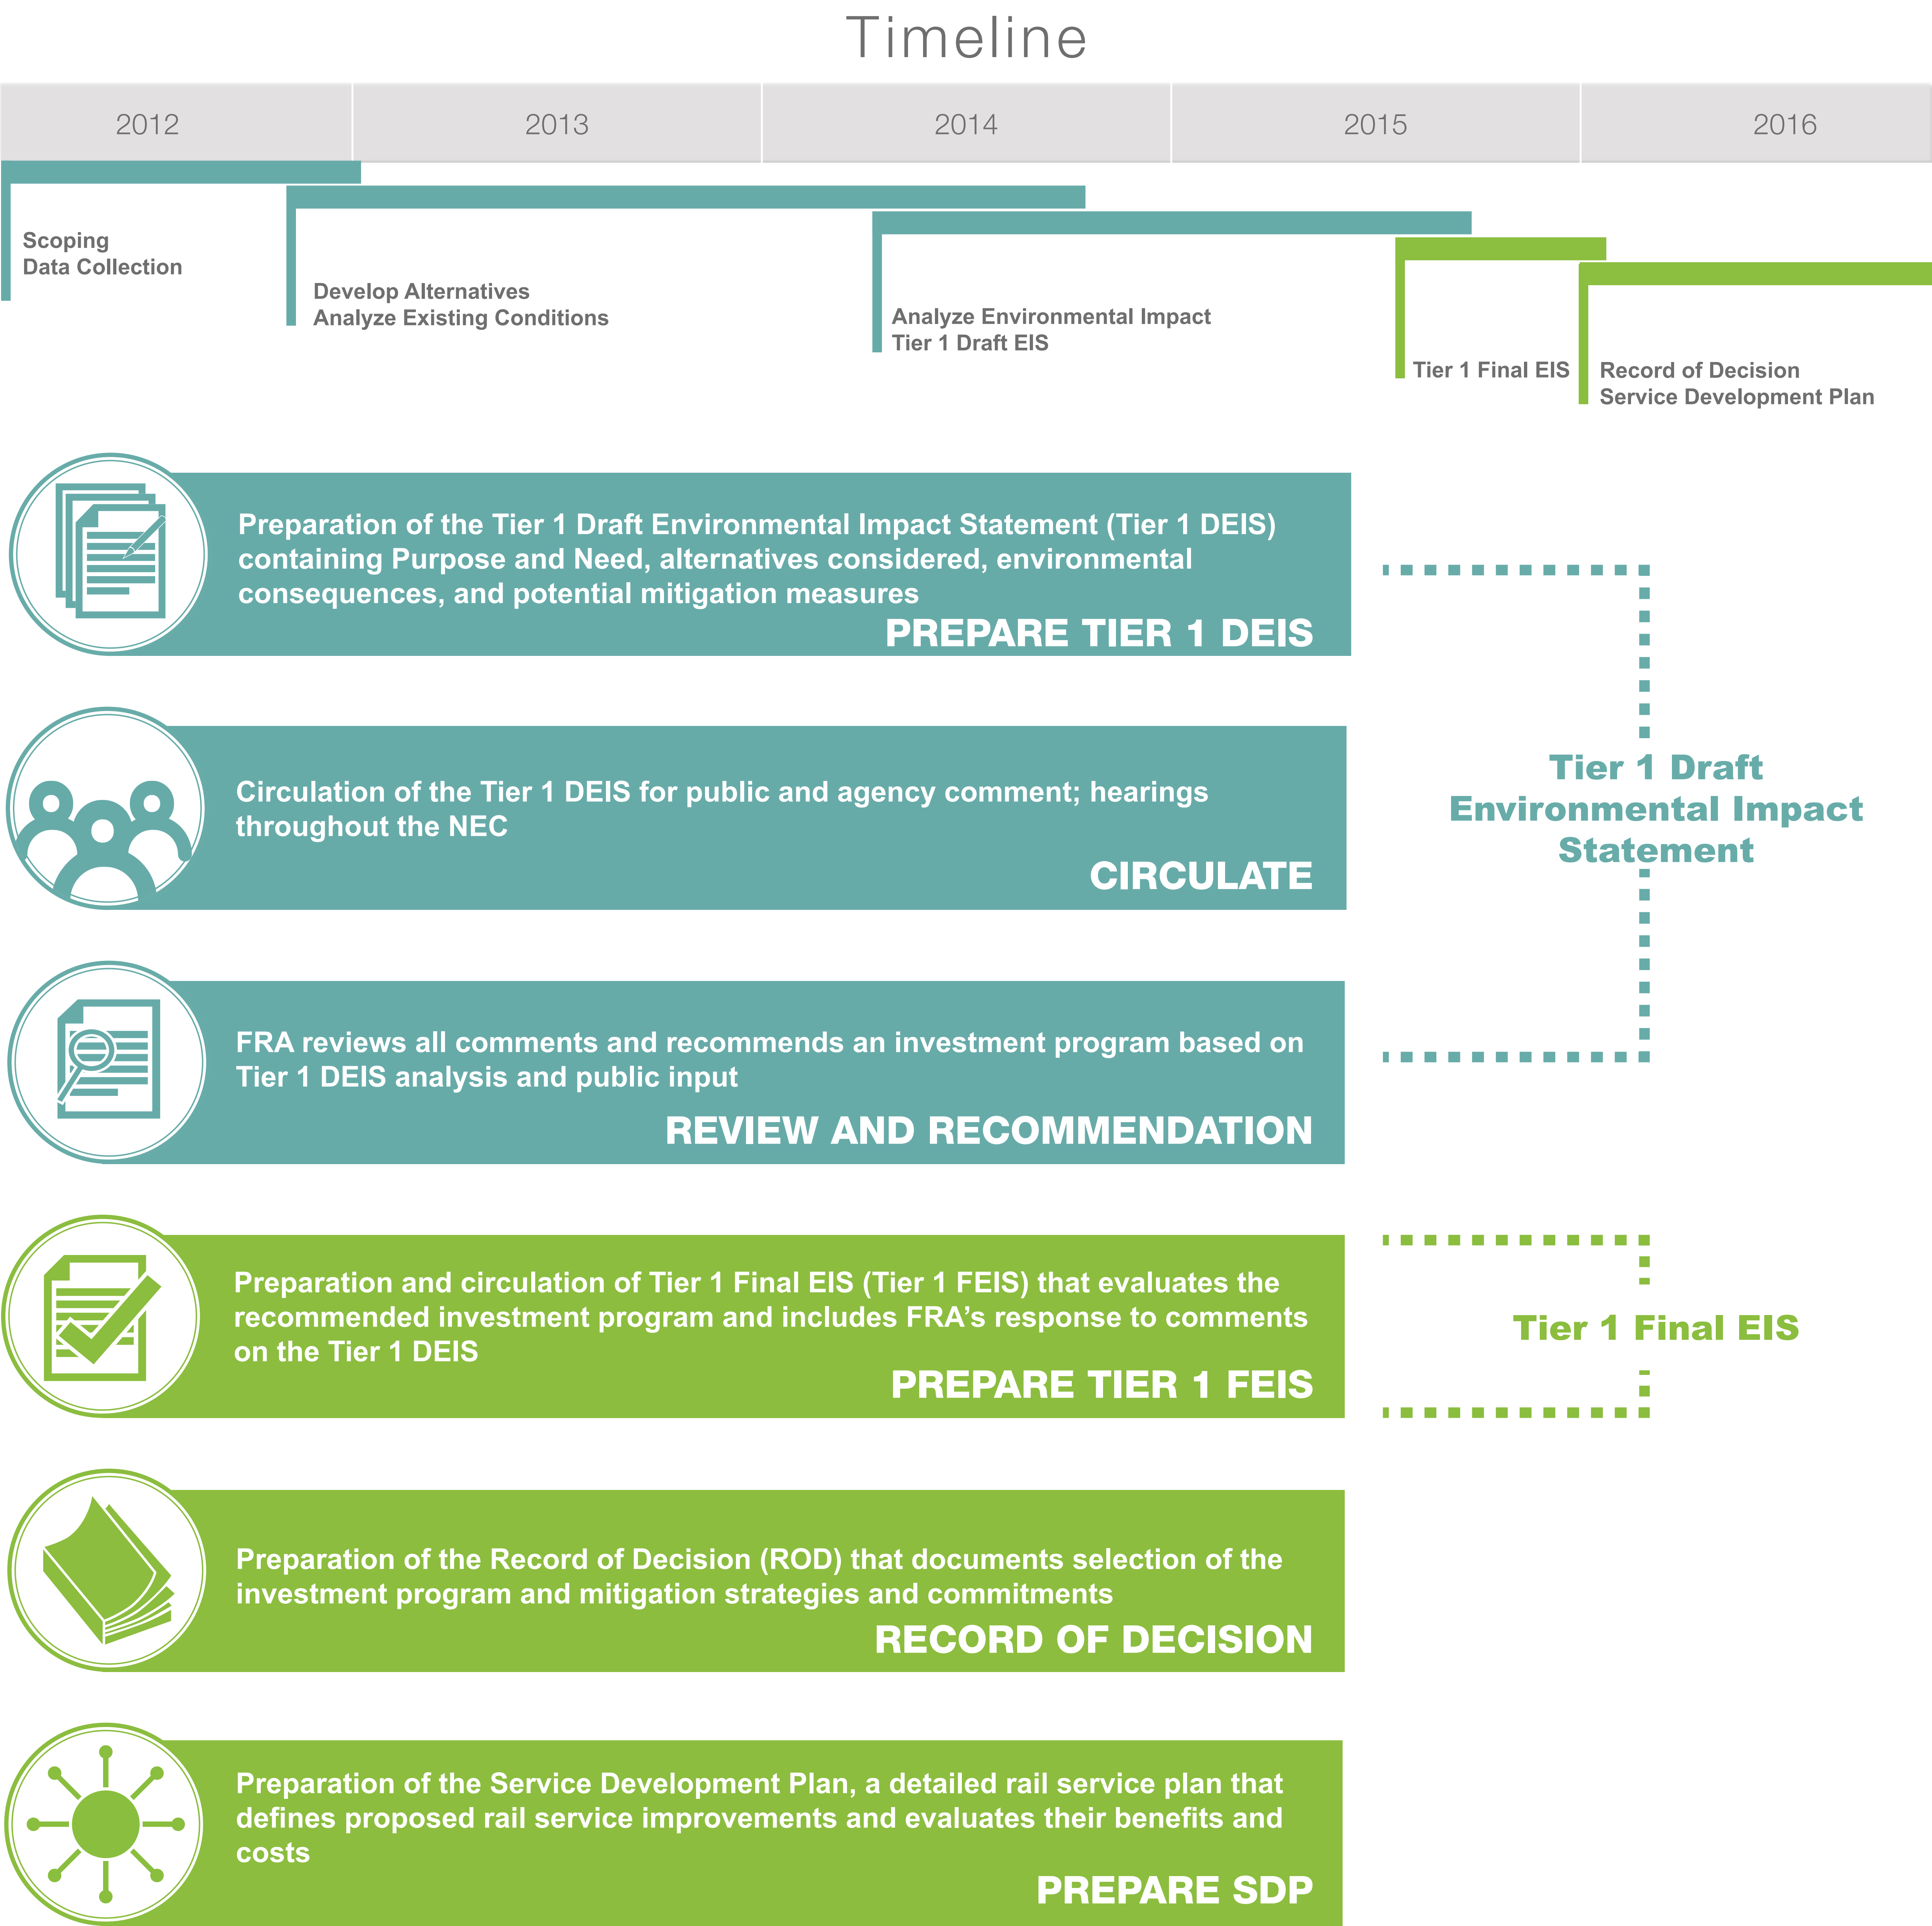 Timeline
2012
2013
2014
2015
2016
Scoping
Data Collection
Develop Alternatives
Analyze Existing Conditions
Analyze Environmental Impact
Tier 1 Draft EIS
Tier 1 Final EIS
Record of Decision
Service Development Plan
Preparation of the Tier 1 Draft Environmental Impact Statement (Tier 1 DEIS)
containing Purpose and Need, alternatives considered, environmental
consequences, and potential mitigation measures
PREPARE TIER 1 DEIS
Circulation of the Tier 1 DEIS for public and agency comment; hearings
throughout the NEC
CIRCULATE
Tier 1 Draft
Environmental Impact
Statement
FRA reviews all comments and recommends an investment program based on
Tier 1 DEIS analysis and public input
REVIEW AND RECOMMENDATION
Preparation and circulation of Tier 1 Final EIS (Tier 1 FEIS) that evaluates the
recommended investment program and includes FRA’s response to comments
on the Tier 1 DEIS
PREPARE TIER 1 FEIS
Tier 1 Final EIS
Preparation of the Record of Decision (ROD) that documents selection of the
investment program and mitigation strategies and commitments
RECORD OF DECISION
Preparation of the Service Development Plan, a detailed rail service plan that
defines proposed rail service improvements and evaluates their benefits and
costs
PREPARE SDP